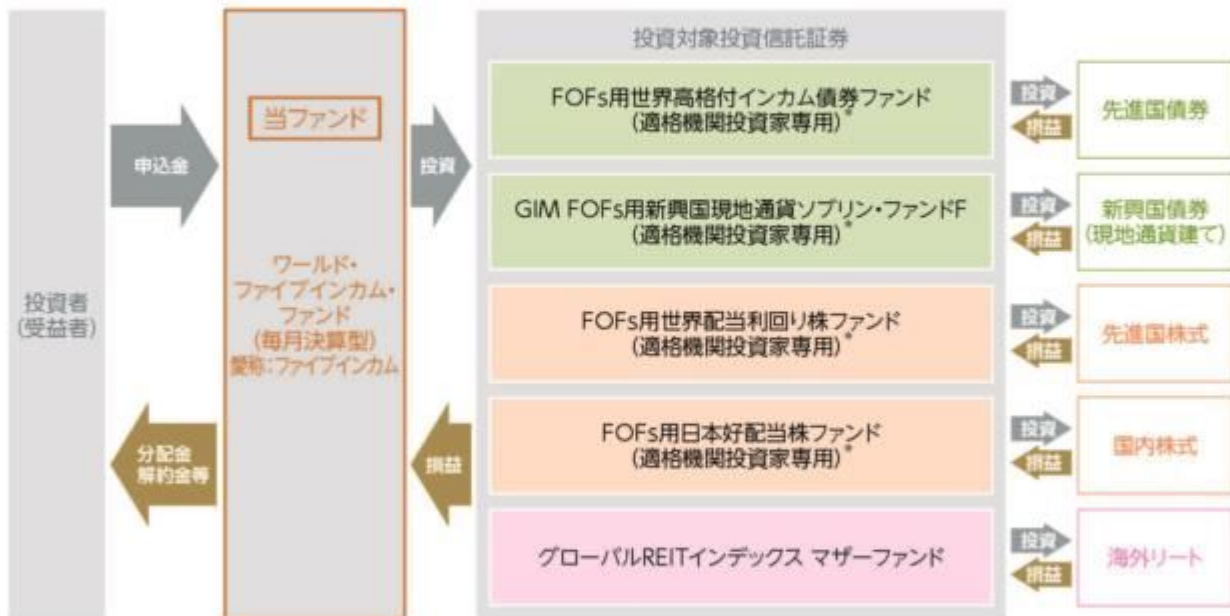 投資者
(受益者)
申込金
分配金
解約金等
当ファンド
ワールド・
ファイブインカム・
ファンド
(毎月決算型)
愛称:ファイブインカム
投資
損益
投資対象投資信託証券
FOFs用世界高格付インカム債券ファンド
(適格機関投資家専用)*
投資
損益
先進国債券
GIM FOFs用新興国現地通貨ソブリン・ファンドF
(適格機関投資家専用)*
投資
損益
新興国債券
(現地通貨建て)
FOFs用世界配当利回り株ファンド
(適格機関投資家専用)*
投資
損益
先進国株式
FOFs用日本好配当株ファンド
(適格機関投資家専用)*
投資
損益
国内株式
グローバルREITインデックス マザーファンド
投資
損益
海外リート